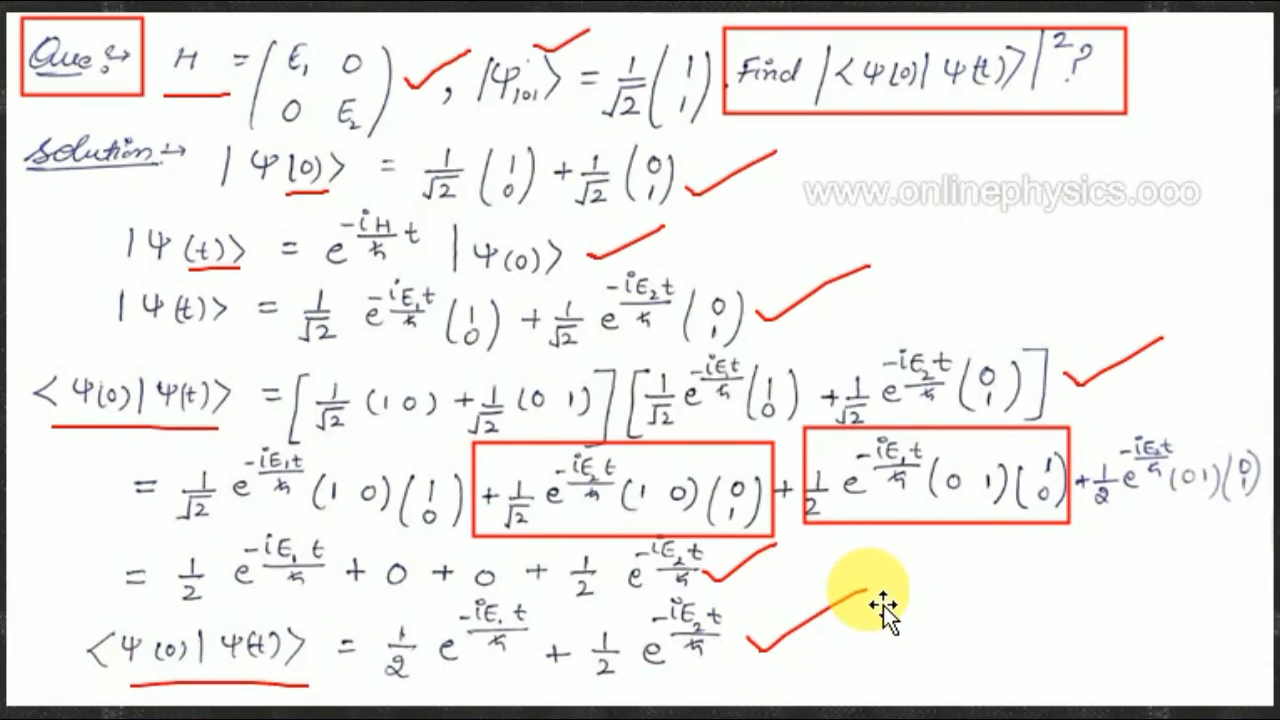 Que:→ H = (E₁ 0 / 0 E₂), |Ψ(0)⟩ = 1/√2 (1 / 1). Find |⟨Ψ(0)|Ψ(t)⟩|²?
Solution:→ |Ψ(0)⟩ = 1/√2 (1 / 0) + 1/√2 (0 / 1)
www.onlinephysics.ooo
|Ψ(t)⟩ = e^(-iH/ħ t) |Ψ(0)⟩
|Ψ(t)⟩ = 1/√2 e^(-iE₁t/ħ) (1 / 0) + 1/√2 e^(-iE₂t/ħ) (0 / 1)
⟨Ψ(0)|Ψ(t)⟩ = [1/√2 (1 0) + 1/√2 (0 1)] [1/√2 e^(-iE₁t/ħ) (1 / 0) + 1/√2 e^(-iE₂t/ħ) (0 / 1)]
= 1/√2 e^(-iE₁t/ħ) (1 0) (1 / 0) + 1/√2 e^(-iE₂t/ħ) (1 0) (0 / 1) + 1/2 e^(-iE₁t/ħ) (0 1) (1 / 0) + 1/2 e^(-iE₂t/ħ) (0 1) (0 / 1)
= 1/2 e^(-iE₁t/ħ) + 0 + 0 + 1/2 e^(-iE₂t/ħ)
⟨Ψ(0)|Ψ(t)⟩ = 1/2 e^(-iE₁t/ħ) + 1/2 e^(-iE₂t/ħ)